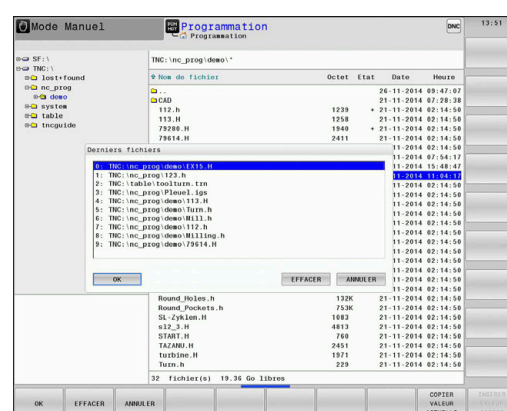 Mode Manuel
PGM
MGT
Programmation
Programmation
DNC
13:51
SF:\
TNC:\
lost+found
nc_prog
demo
system
table
tncguide
TNC:\nc_prog\demo\*
Nom de fichier Octet Etat Date Heure
.. 26-11-2014 09:47:07
CAD 21-11-2014 07:28:38
112.h 1239 + 21-11-2014 02:14:50
113.H 1258 21-11-2014 02:14:50
79280.H 1940 + 21-11-2014 02:14:50
79614.H 2411 21-11-2014 02:14:50
11-2014 02:14:50
11-2014 07:54:17
11-2014 15:48:47
11-2014 11:04:17
11-2014 02:14:50
11-2014 02:14:50
11-2014 02:14:50
11-2014 02:14:50
11-2014 02:14:50
11-2014 02:14:50
11-2014 02:14:50
11-2014 02:14:50
11-2014 02:14:50
11-2014 02:14:50
11-2014 02:14:50
11-2014 02:14:50
Derniers fichiers
0: TNC:\nc_prog\demo\EX15.H
1: TNC:\nc_prog\123.h
2: TNC:\table\toolturn.trn
3: TNC:\nc_prog\Pleuel.igs
4: TNC:\nc_prog\demo\113.H
5: TNC:\nc_prog\demo\Turn.h
6: TNC:\nc_prog\demo\Mill.h
7: TNC:\nc_prog\demo\112.h
8: TNC:\nc_prog\demo\Milling.h
9: TNC:\nc_prog\demo\79614.H
OK EFFACER ANNULER
Round_Holes.h 132K 21-11-2014 02:14:50
Round_Pockets.h 753K 21-11-2014 02:14:50
SL-Zyklen.H 1083 21-11-2014 02:14:50
sl2_3.H 4813 21-11-2014 02:14:50
START.H 760 21-11-2014 02:14:50
TAZANU.H 2451 21-11-2014 02:14:50
turbine.H 1971 21-11-2014 02:14:50
Turn.h 229 21-11-2014 02:14:50
32 fichier(s) 19.36 Go libres
OK EFFACER ANNULER
COPIER
VALEUR